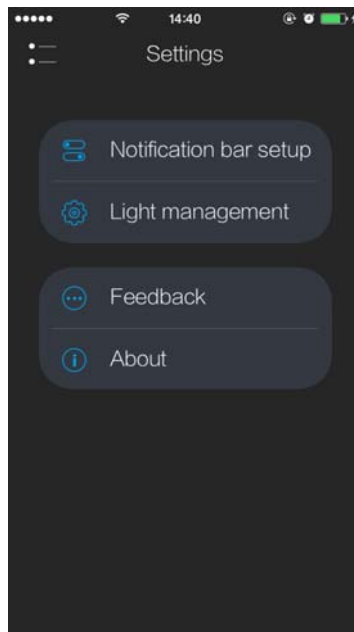 14:40
Settings
Notification bar setup
Light management
Feedback
About